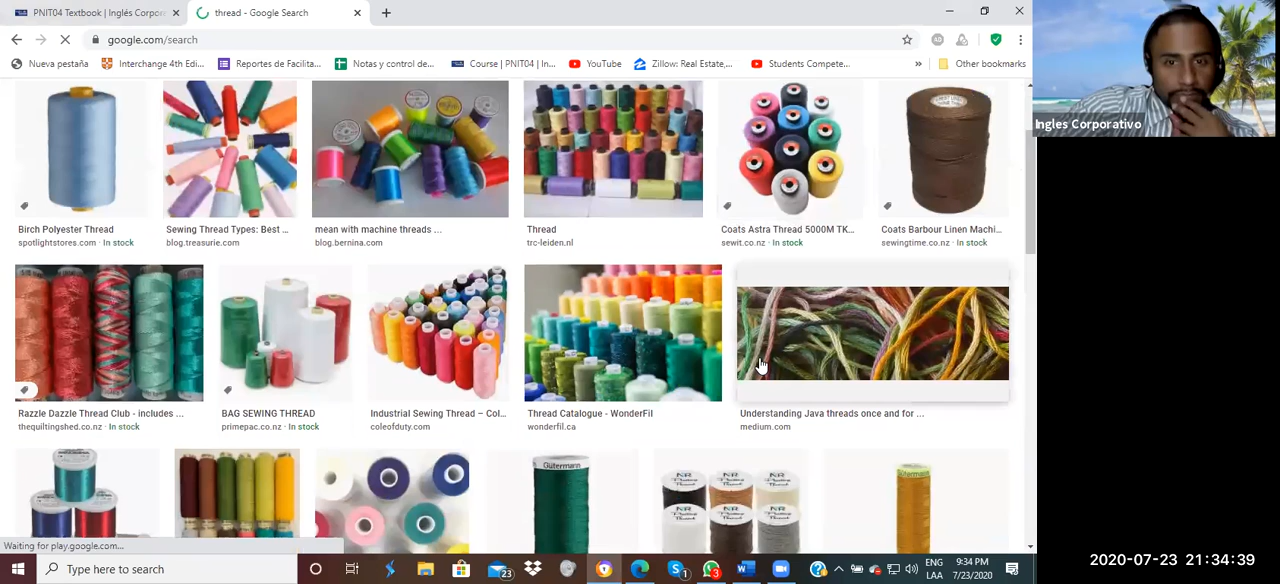 PNIT04 Textbook | Inglés Corpor
thread - Google Search
google.com/search
Nueva pestaña
Interchange 4th Edi...
Reportes de Facilita...
Notas y control de...
Course | PNIT04 | In...
YouTube
Zillow: Real Estate,...
Students Compete...
»
Other bookmarks
Ingles Corporativo
Birch Polyester Thread
spotlightstores.com · In stock
Sewing Thread Types: Best ...
blog.treasurie.com
mean with machine threads ...
blog.bernina.com
Thread
trc-leiden.nl
Coats Astra Thread 5000M TK...
sewit.co.nz · In stock
Coats Barbour Linen Machi...
sewingtime.co.nz · In stock
Razzle Dazzle Thread Club - includes ...
thequiltingshed.co.nz · In stock
BAG SEWING THREAD
primepac.co.nz · In stock
Industrial Sewing Thread – Col...
coleofduty.com
Thread Catalogue - WonderFil
wonderfil.ca
Understanding Java threads once and for ...
medium.com
Gütermann
Gütermann
Waiting for play.google.com...
Type here to search
23
1
3
ENG
LAA
9:34 PM
7/23/2020
2020-07-23 21:34:39